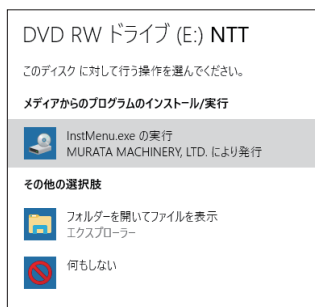 DVD RW ドライブ (E:) NTT
このディスク に対して行う操作を選んでください。
メディアからのプログラムのインストール/実行
InstMenu.exe の実行
MURATA MACHINERY, LTD. により発行
その他の選択肢
フォルダーを開いてファイルを表示
エクスプローラー
何もしない